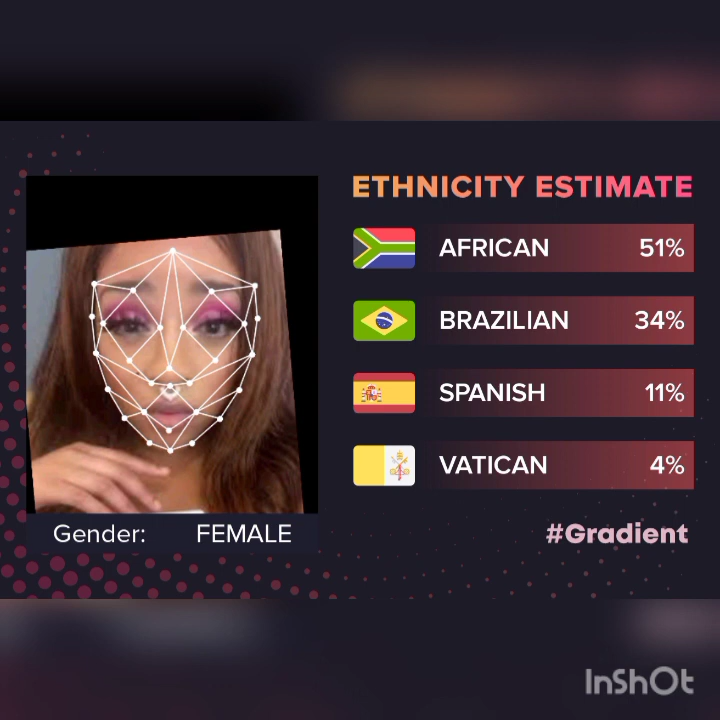 ETHNICITY ESTIMATE
AFRICAN 51%
BRAZILIAN 34%
SPANISH 11%
VATICAN 4%
Gender: FEMALE
#Gradient
InShOt